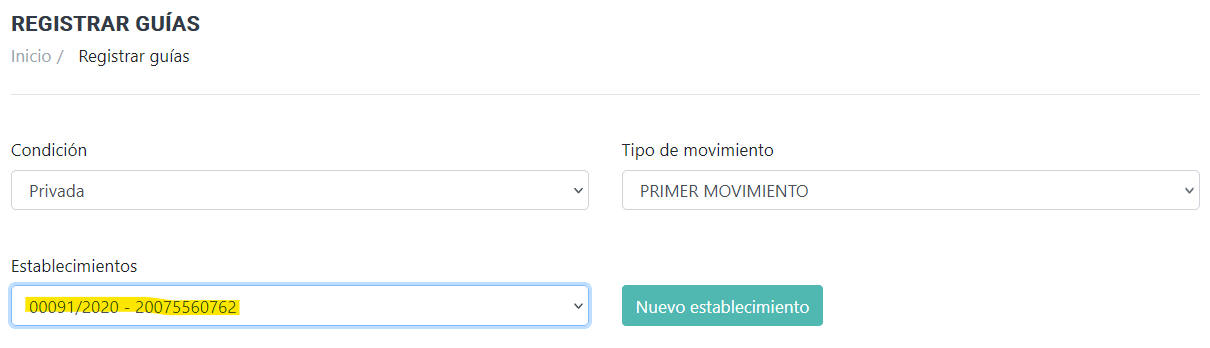 REGISTRAR GUÍAS
Inicio / Registrar guías
Condición
Privada
Tipo de movimiento
PRIMER MOVIMIENTO
Establecimientos
00091/2020 - 20075560762
Nuevo establecimiento